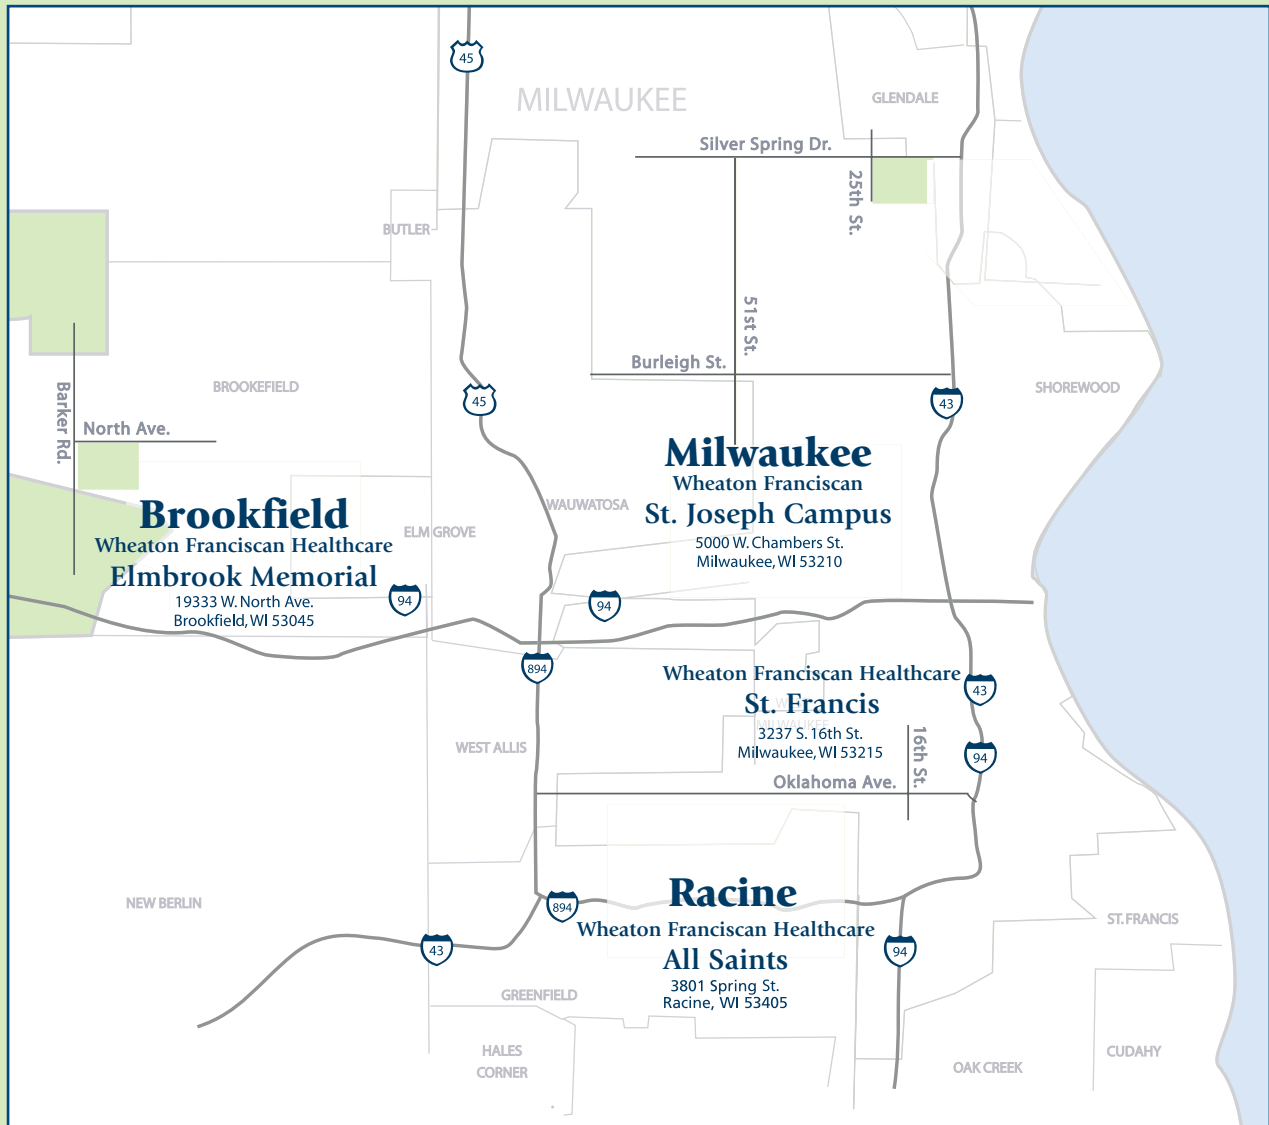 45
MILWAUKEE
GLENDALE
Silver Spring Dr.
25th St.
BUTLER
51st St.
Burleigh St.
BROOKEFIELD
SHOREWOOD
Barker Rd.
45
43
North Ave.
Milwaukee
Wheaton Franciscan
St. Joseph Campus
5000 W. Chambers St.
Milwaukee, WI 53210
WAUWATOSA
Brookfield
Wheaton Franciscan Healthcare
Elmbrook Memorial
19333 W. North Ave.
Brookfield, WI 53045
ELM GROVE
94
94
894
Wheaton Franciscan Healthcare
St. Francis
3237 S. 16th St.
Milwaukee, WI 53215
MILWAUKEE
43
16th St.
94
WEST ALLIS
Oklahoma Ave.
Racine
Wheaton Franciscan Healthcare
All Saints
3801 Spring St.
Racine, WI 53405
NEW BERLIN
894
43
94
ST. FRANCIS
GREENFIELD
HALES
CORNER
OAK CREEK
CUDAHY